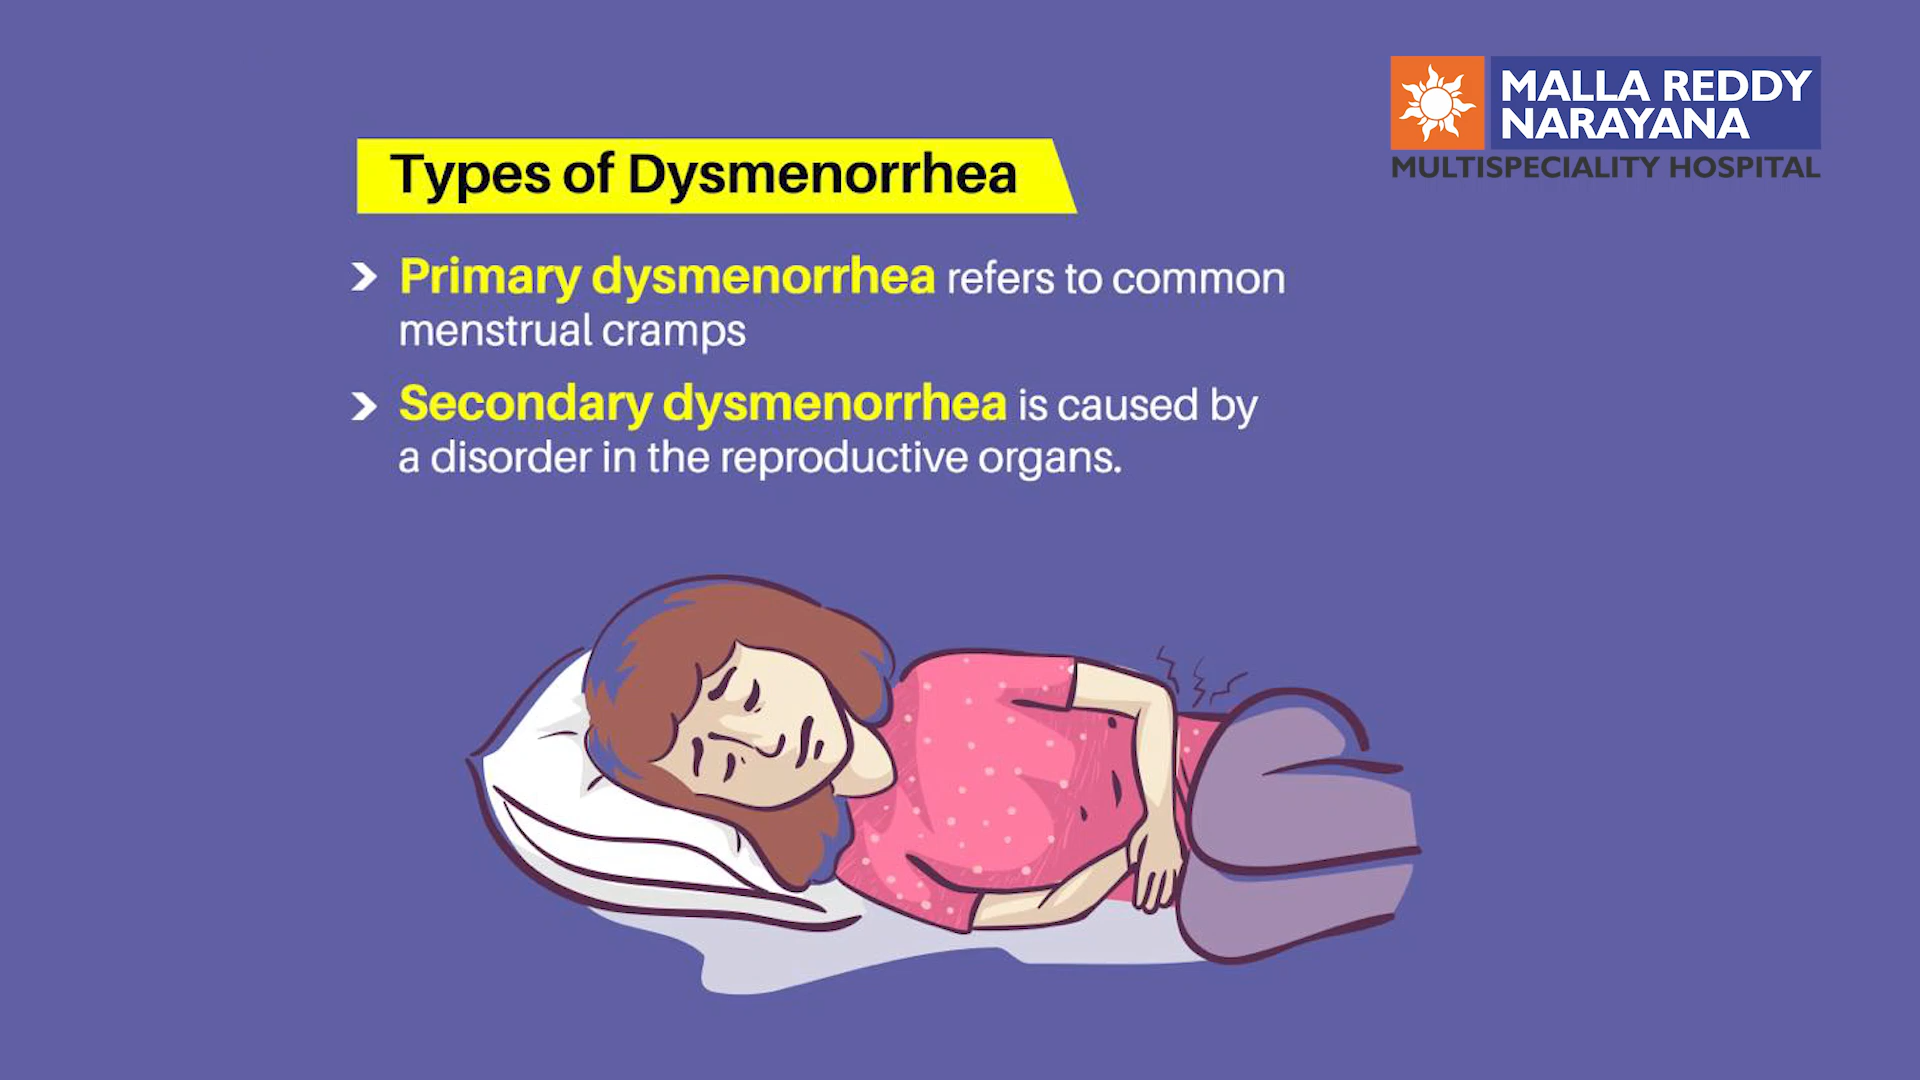 MALLA REDDY
NARAYANA
MULTISPECIALITY HOSPITAL
Types of Dysmenorrhea
Primary dysmenorrhea refers to common
menstrual cramps
Secondary dysmenorrhea is caused by
a disorder in the reproductive organs.